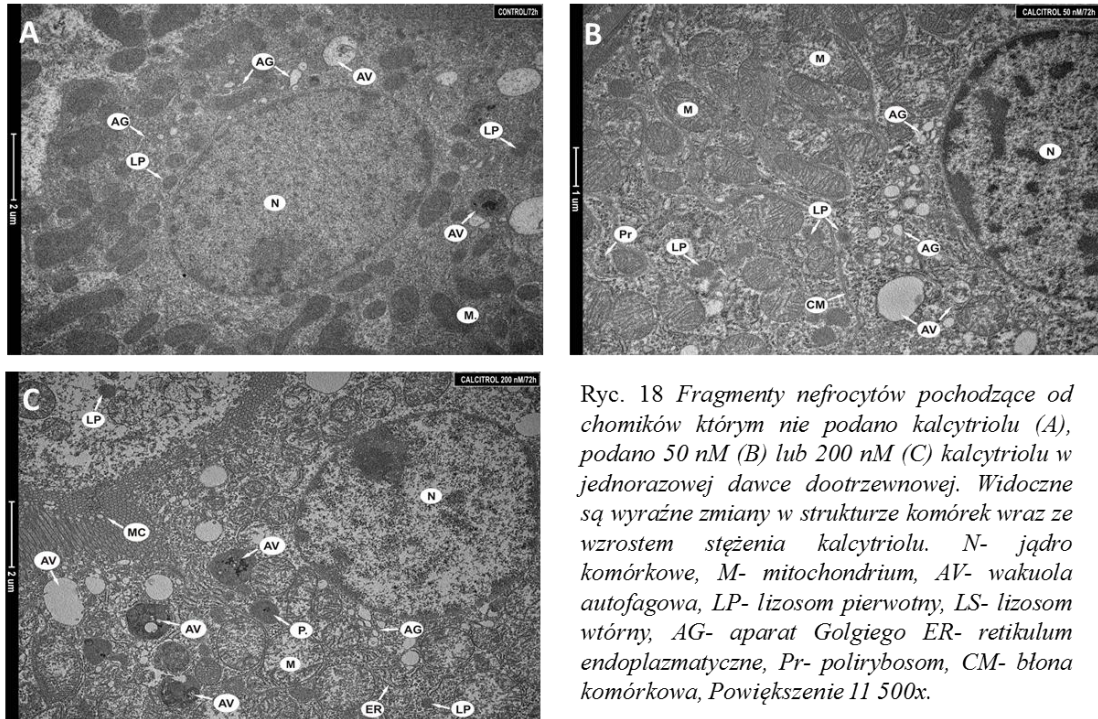 A
CONTROL/72h
AG
AV
AG
LP
LP
N
AV
M.
2 um
B
CALCITROL 50 nM/72h
M
M
AG
N
LP
Pr
LP
AG
CM
AV
1 um
C
CALCITROL 200 nM/72h
LP
N
MC
AV
AV
AV
P.
AG
M
AV
ER
LP
2 um
Ryc. 18 Fragmenty nefrocytów pochodzące od
chomików którym nie podano kalcytriolu (A),
podano 50 nM (B) lub 200 nM (C) kalcytriolu w
jednorazowej dawce dootrzewnowej. Widoczne
są wyraźne zmiany w strukturze komórek wraz ze
wzrostem stężenia kalcytriolu. N- jądro
komórkowe, M- mitochondrium, AV- wakuola
autofagowa, LP- lizosom pierwotny, LS- lizosom
wtórny, AG- aparat Golgiego ER- retikulum
endoplazmatyczne, Pr- polirybosom, CM- błona
komórkowa, Powiększenie 11 500x.